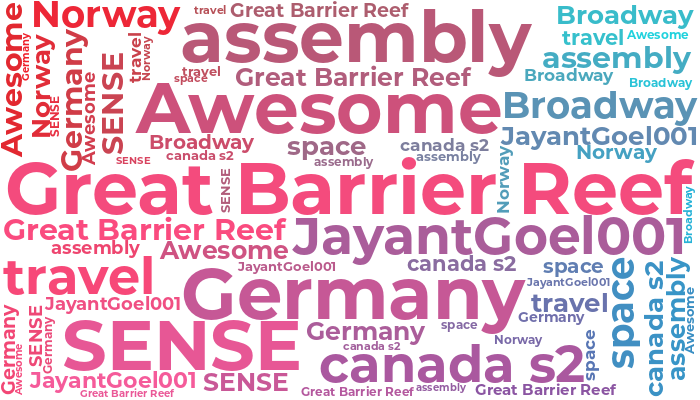 Awesome
Germany
Norway
travel
Great Barrier Reef
assembly
Broadway
travel
Awesome
assembly
Norway
SENSE
Germany
Awesome
SENSE
travel
Norway
travel
space
Great Barrier Reef
Broadway
Broadway
Awesome
Broadway
JayantGoel001
Broadway
space
canada s2
Norway
SENSE
canada s2
assembly
assembly
Great Barrier Reef
SENSE
Norway
Broadway
Great Barrier Reef
JayantGoel001
assembly
Awesome
travel
JayantGoel001
canada s2
space
JayantGoel001
Germany
JayantGoel001
travel
space
canada s2
assembly
Awesome
Germany
Awesome
SENSE
Germany
SENSE
Germany
space
Germany
canada s2
Norway
canada s2
space
JayantGoel001
SENSE
Great Barrier Reef
Great Barrier Reef
assembly
Great Barrier Reef